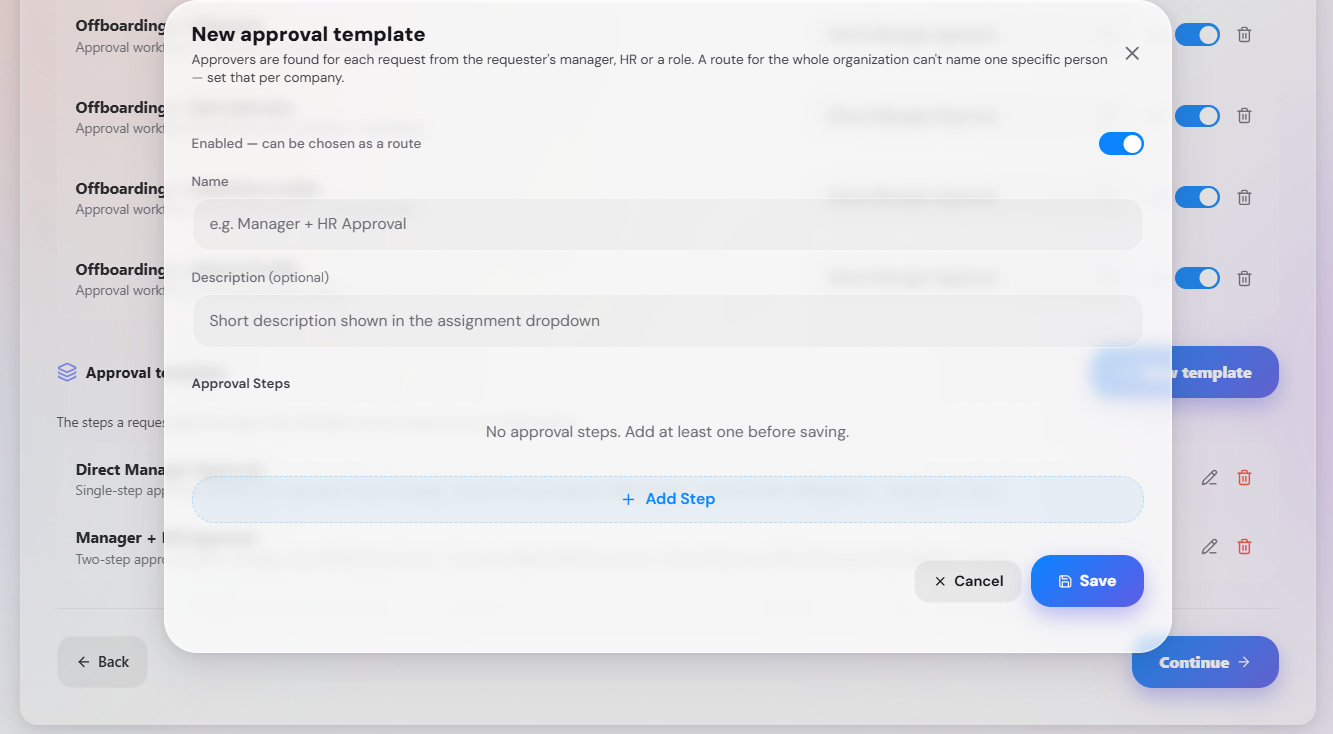 Offboarding
Approval workf
Offboarding
Approval workf
Offboarding
Approval workf
Offboarding
Approval workf
New approval template
Approvers are found for each request from the requester's manager, HR or a role. A route for the whole organization can't name one specific person
— set that per company.
Enabled — can be chosen as a route
Name
e.g. Manager + HR Approval
Description (optional)
Short description shown in the assignment dropdown
Approval Steps
No approval steps. Add at least one before saving.
+ Add Step
Cancel
Save
Approval te
template
The steps a reques
Direct Mana
Single-step app
Manager +
Two-step appro
← Back
Continue →